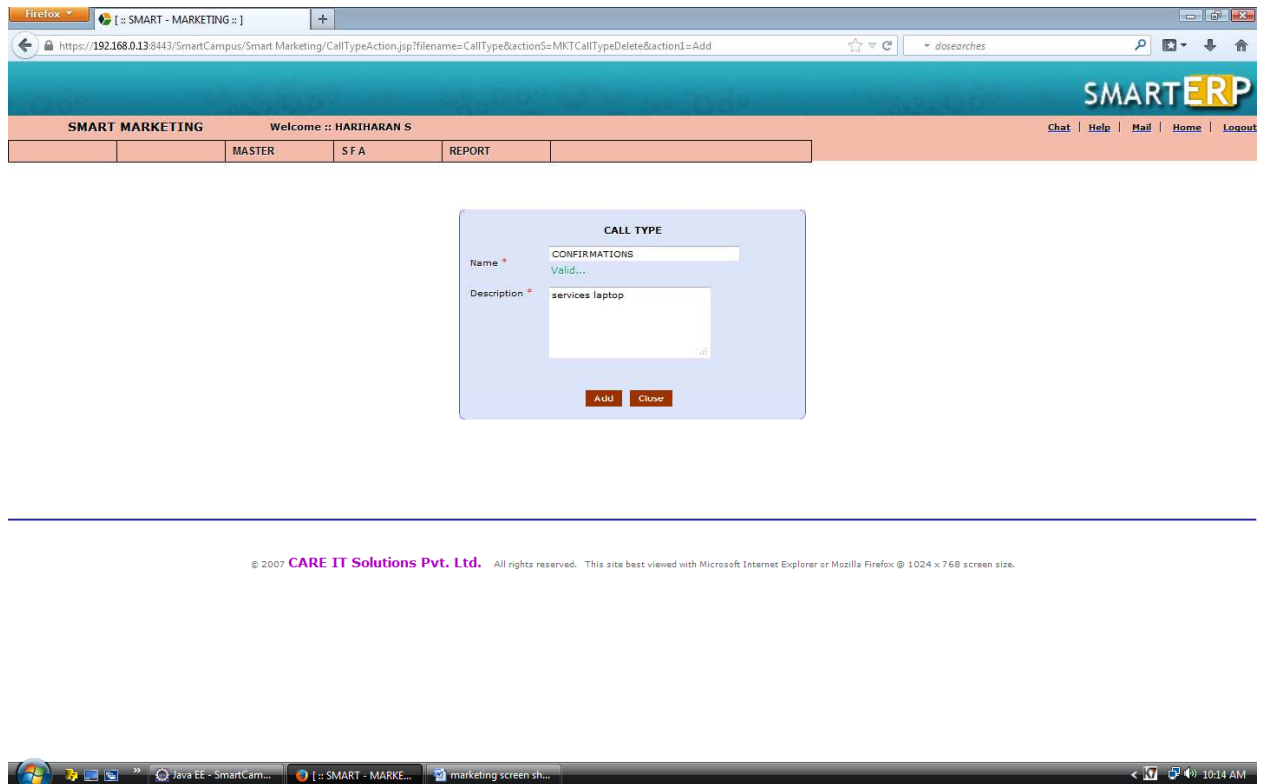 Firefox
[ :: SMART - MARKETING :: ]
+
https://192.168.0.13:8443/SmartCampus/Smart Marketing/CallTypeAction.jsp?filename=CallType&actionS=MKTCallTypeDelete&action1=Add
dosearches
SMARTERP
SMART MARKETING Welcome :: HARIHARAN S Chat | Help | Mail | Home | Logout
MASTER S F A REPORT
CALL TYPE
Name * CONFIRMATIONS
Valid...
Description * services laptop
Add Close
© 2007 CARE IT Solutions Pvt. Ltd. All rights reserved. This site best viewed with Microsoft Internet Explorer or Mozilla Firefox @ 1024 x 768 screen size.
Java EE - SmartCam... [ :: SMART - MARKE... marketing screen sh... 10:14 AM